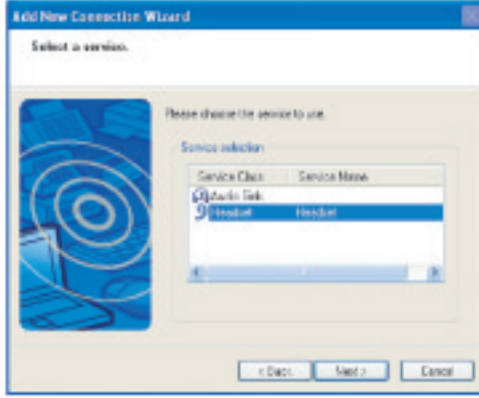 Add New Connection Wizard
Select a service.
Please choose the service to use.
Service selection
Service Class Service Name
Audio Sink
Headset Headset
< Back Next > Cancel